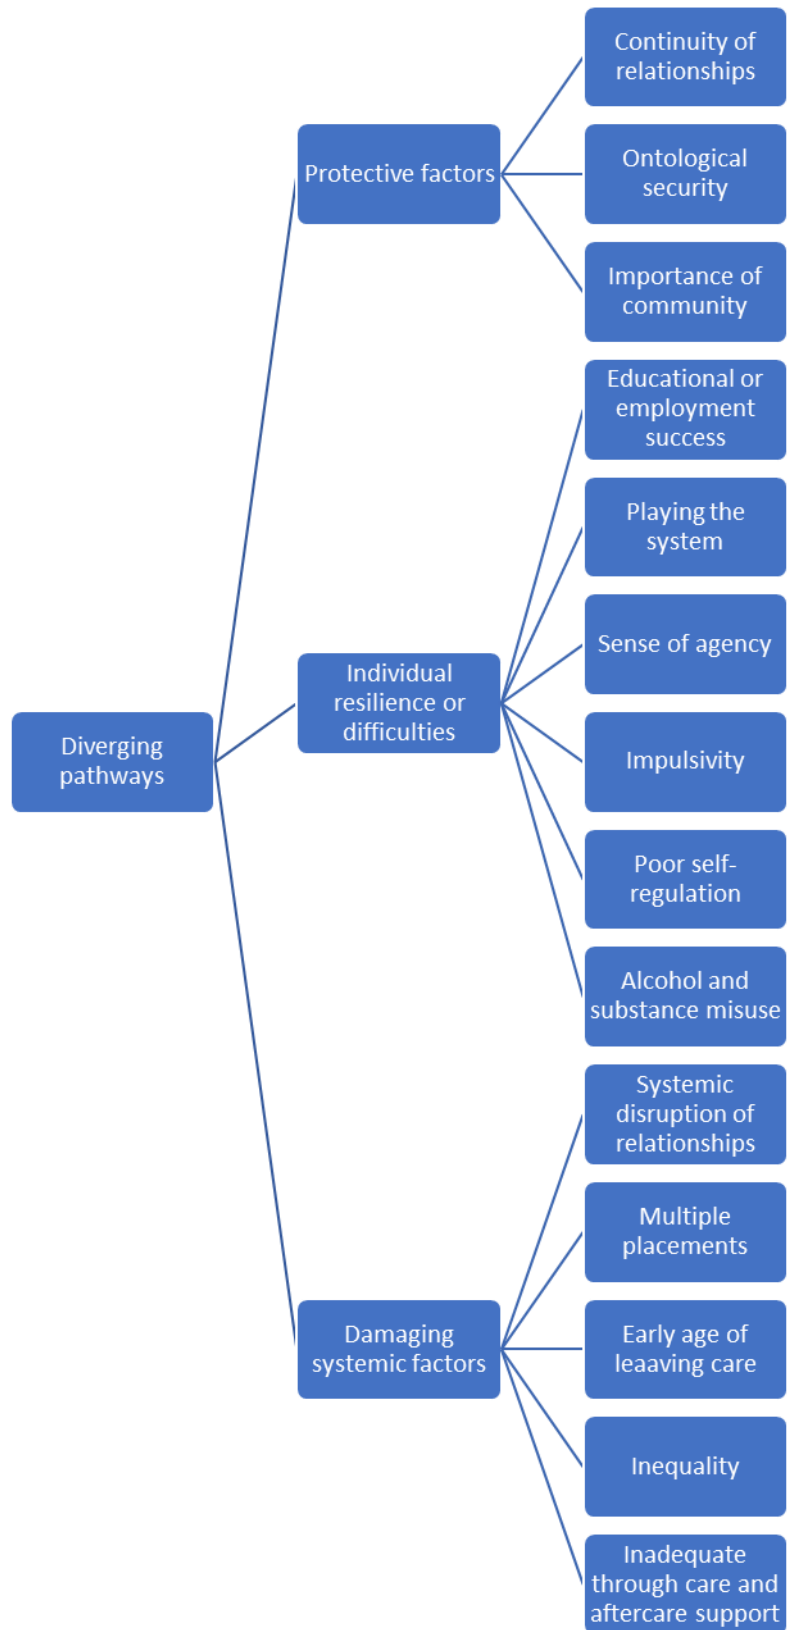 Continuity of
relationships
Protective factors
Ontological
security
Importance of
community
Educational or
employment
success
Playing the
system
Individual
resilience or
difficulties
Sense of agency
Diverging
pathways
Impulsivity
Poor self-
regulation
Alcohol and
substance misuse
Systemic
disruption of
relationships
Multiple
placements
Damaging
systemic factors
Early age of
leaaving care
Inequality
Inadequate
through care and
aftercare support